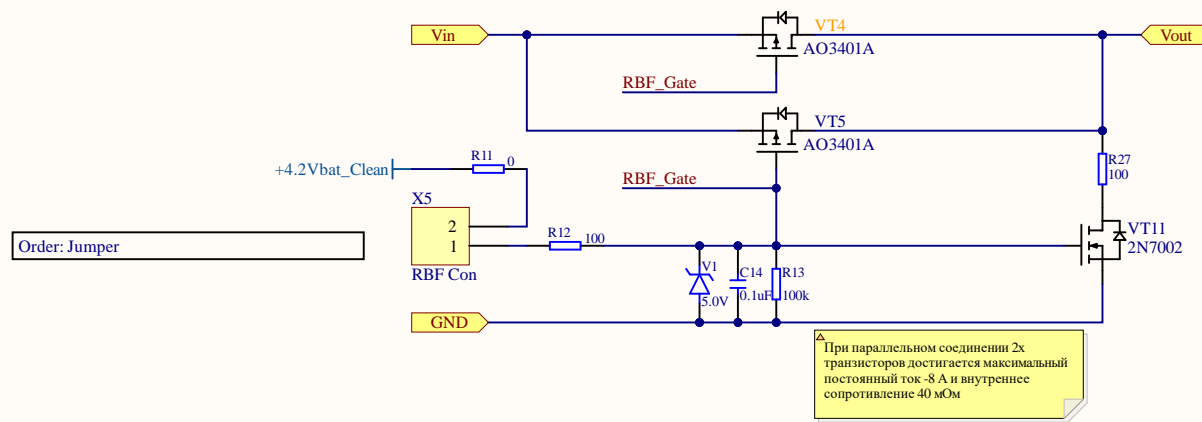 Vin
VT4
AO3401A
Vout
RBF_Gate
VT5
AO3401A
R11
0
+4.2Vbat_Clean
RBF_Gate
R27
100
X5
2
1
RBF Con
R12
100
VT11
2N7002
Order: Jumper
V1
5.0V
C14
0.1uF
R13
100k
GND
При параллельном соединении 2х
транзисторов достигается максимальный
постоянный ток -8 А и внутреннее
сопротивление 40 мОм